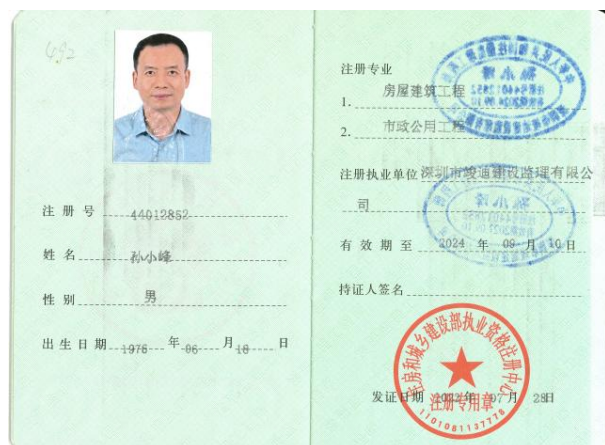 492
注册号 44012852
姓名 孙小峰
性别 男
出生日期 1976 年 06 月 18 日
注册专业
1. 房屋建筑工程
2. 市政公用工程
注册执业单位 深圳市竣迪建设监理有限公
司
有效期至 2024 年 09 月 10 日
持证人签名
住房和城乡建设部执业资格注册中心
发证日期 2022 年 07 月 28日
注册专用章
1101081137778